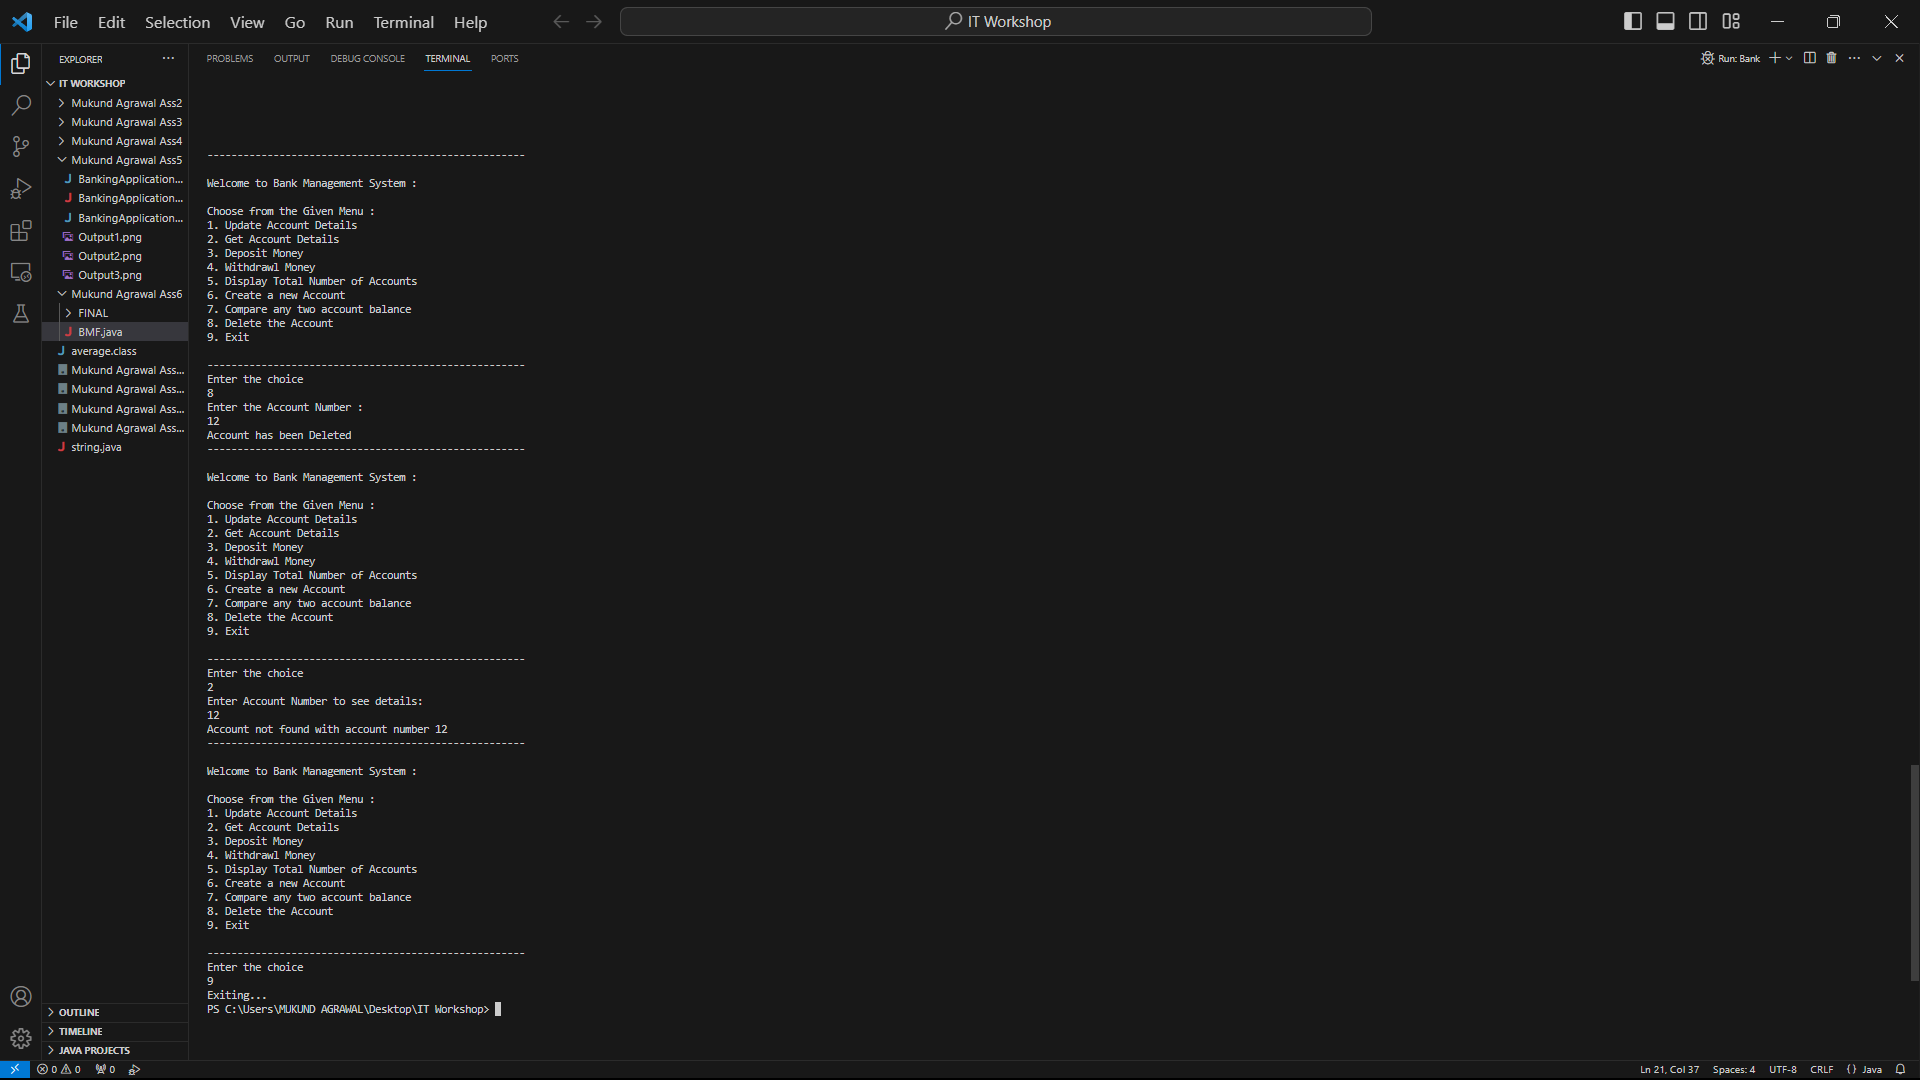 File Edit Selection View Go Run Terminal Help
IT Workshop
EXPLORER
IT WORKSHOP
Mukund Agrawal Ass2
Mukund Agrawal Ass3
Mukund Agrawal Ass4
Mukund Agrawal Ass5
BankingApplication...
BankingApplication...
BankingApplication...
Output1.png
Output2.png
Output3.png
Mukund Agrawal Ass6
FINAL
BMF.java
average.class
Mukund Agrawal Ass...
Mukund Agrawal Ass...
Mukund Agrawal Ass...
Mukund Agrawal Ass...
string.java
OUTLINE
TIMELINE
JAVA PROJECTS
PROBLEMS OUTPUT DEBUG CONSOLE TERMINAL PORTS
Run: Bank
-----------------------------------------------------
Welcome to Bank Management System :
Choose from the Given Menu :
1. Update Account Details
2. Get Account Details
3. Deposit Money
4. Withdrawl Money
5. Display Total Number of Accounts
6. Create a new Account
7. Compare any two account balance
8. Delete the Account
9. Exit
-----------------------------------------------------
Enter the choice
8
Enter the Account Number :
12
Account has been Deleted
-----------------------------------------------------
Welcome to Bank Management System :
Choose from the Given Menu :
1. Update Account Details
2. Get Account Details
3. Deposit Money
4. Withdrawl Money
5. Display Total Number of Accounts
6. Create a new Account
7. Compare any two account balance
8. Delete the Account
9. Exit
-----------------------------------------------------
Enter the choice
2
Enter Account Number to see details:
12
Account not found with account number 12
-----------------------------------------------------
Welcome to Bank Management System :
Choose from the Given Menu :
1. Update Account Details
2. Get Account Details
3. Deposit Money
4. Withdrawl Money
5. Display Total Number of Accounts
6. Create a new Account
7. Compare any two account balance
8. Delete the Account
9. Exit
-----------------------------------------------------
Enter the choice
9
Exiting...
PS C:\Users\MUKUND AGRAWAL\Desktop\IT Workshop>
0 0 0
Ln 21, Col 37 Spaces: 4 UTF-8 CRLF {} Java